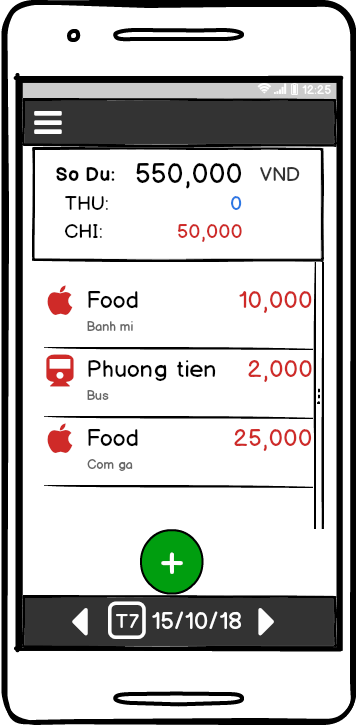 12:25
So Du: 550,000 VND
THU: 0
CHI: 50,000
Food 10,000
Banh mi
Phuong tien 2,000
Bus
Food 25,000
Com ga
+
T7 15/10/18